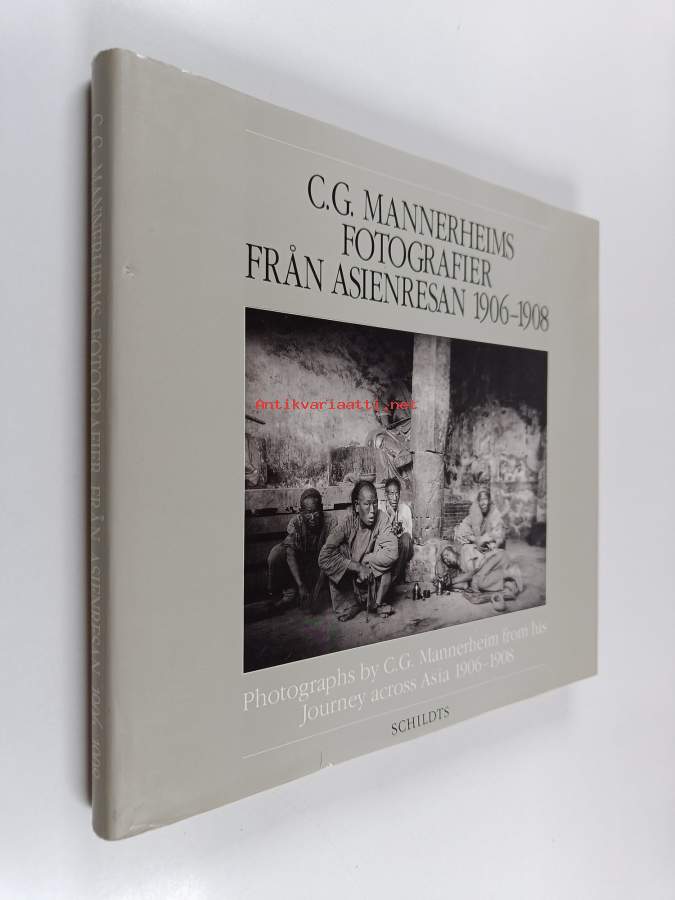 C.G. MANNERHEIMS FOTOGRAFIER FRÅN ASIENRESAN 1906-1908
C.G. MANNERHEIMS
FOTOGRAFIER
FRÅN ASIENRESAN 1906–1908
Antikvariaatti.net
Photographs by C.G. Mannerheim from his
Journey across Asia 1906–1908
SCHILDTS